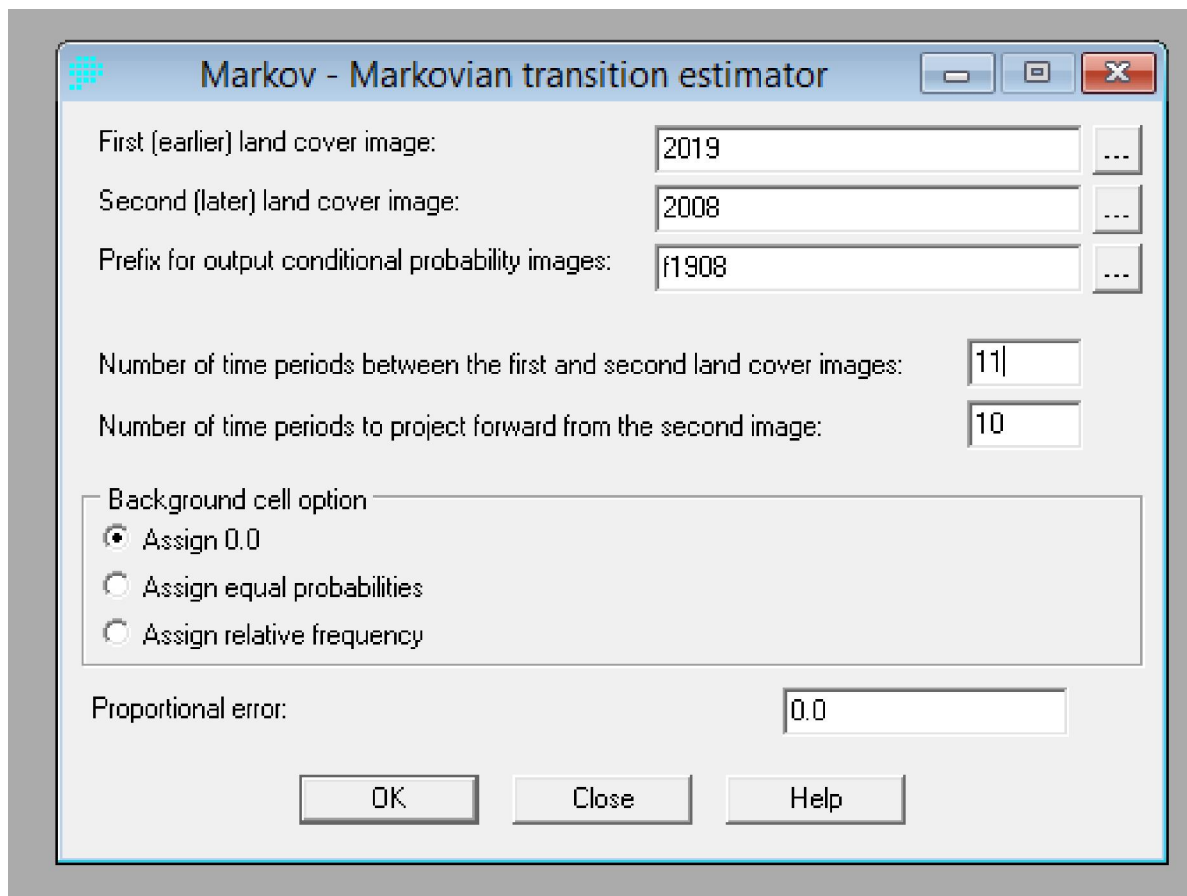 Markov - Markovian transition estimator
First (earlier) land cover image: 2019 ...
Second (later) land cover image: 2008 ...
Prefix for output conditional probability images: f1908 ...
Number of time periods between the first and second land cover images: 11
Number of time periods to project forward from the second image: 10
Background cell option
Assign 0.0
Assign equal probabilities
Assign relative frequency
Proportional error: 0.0
OK Close Help